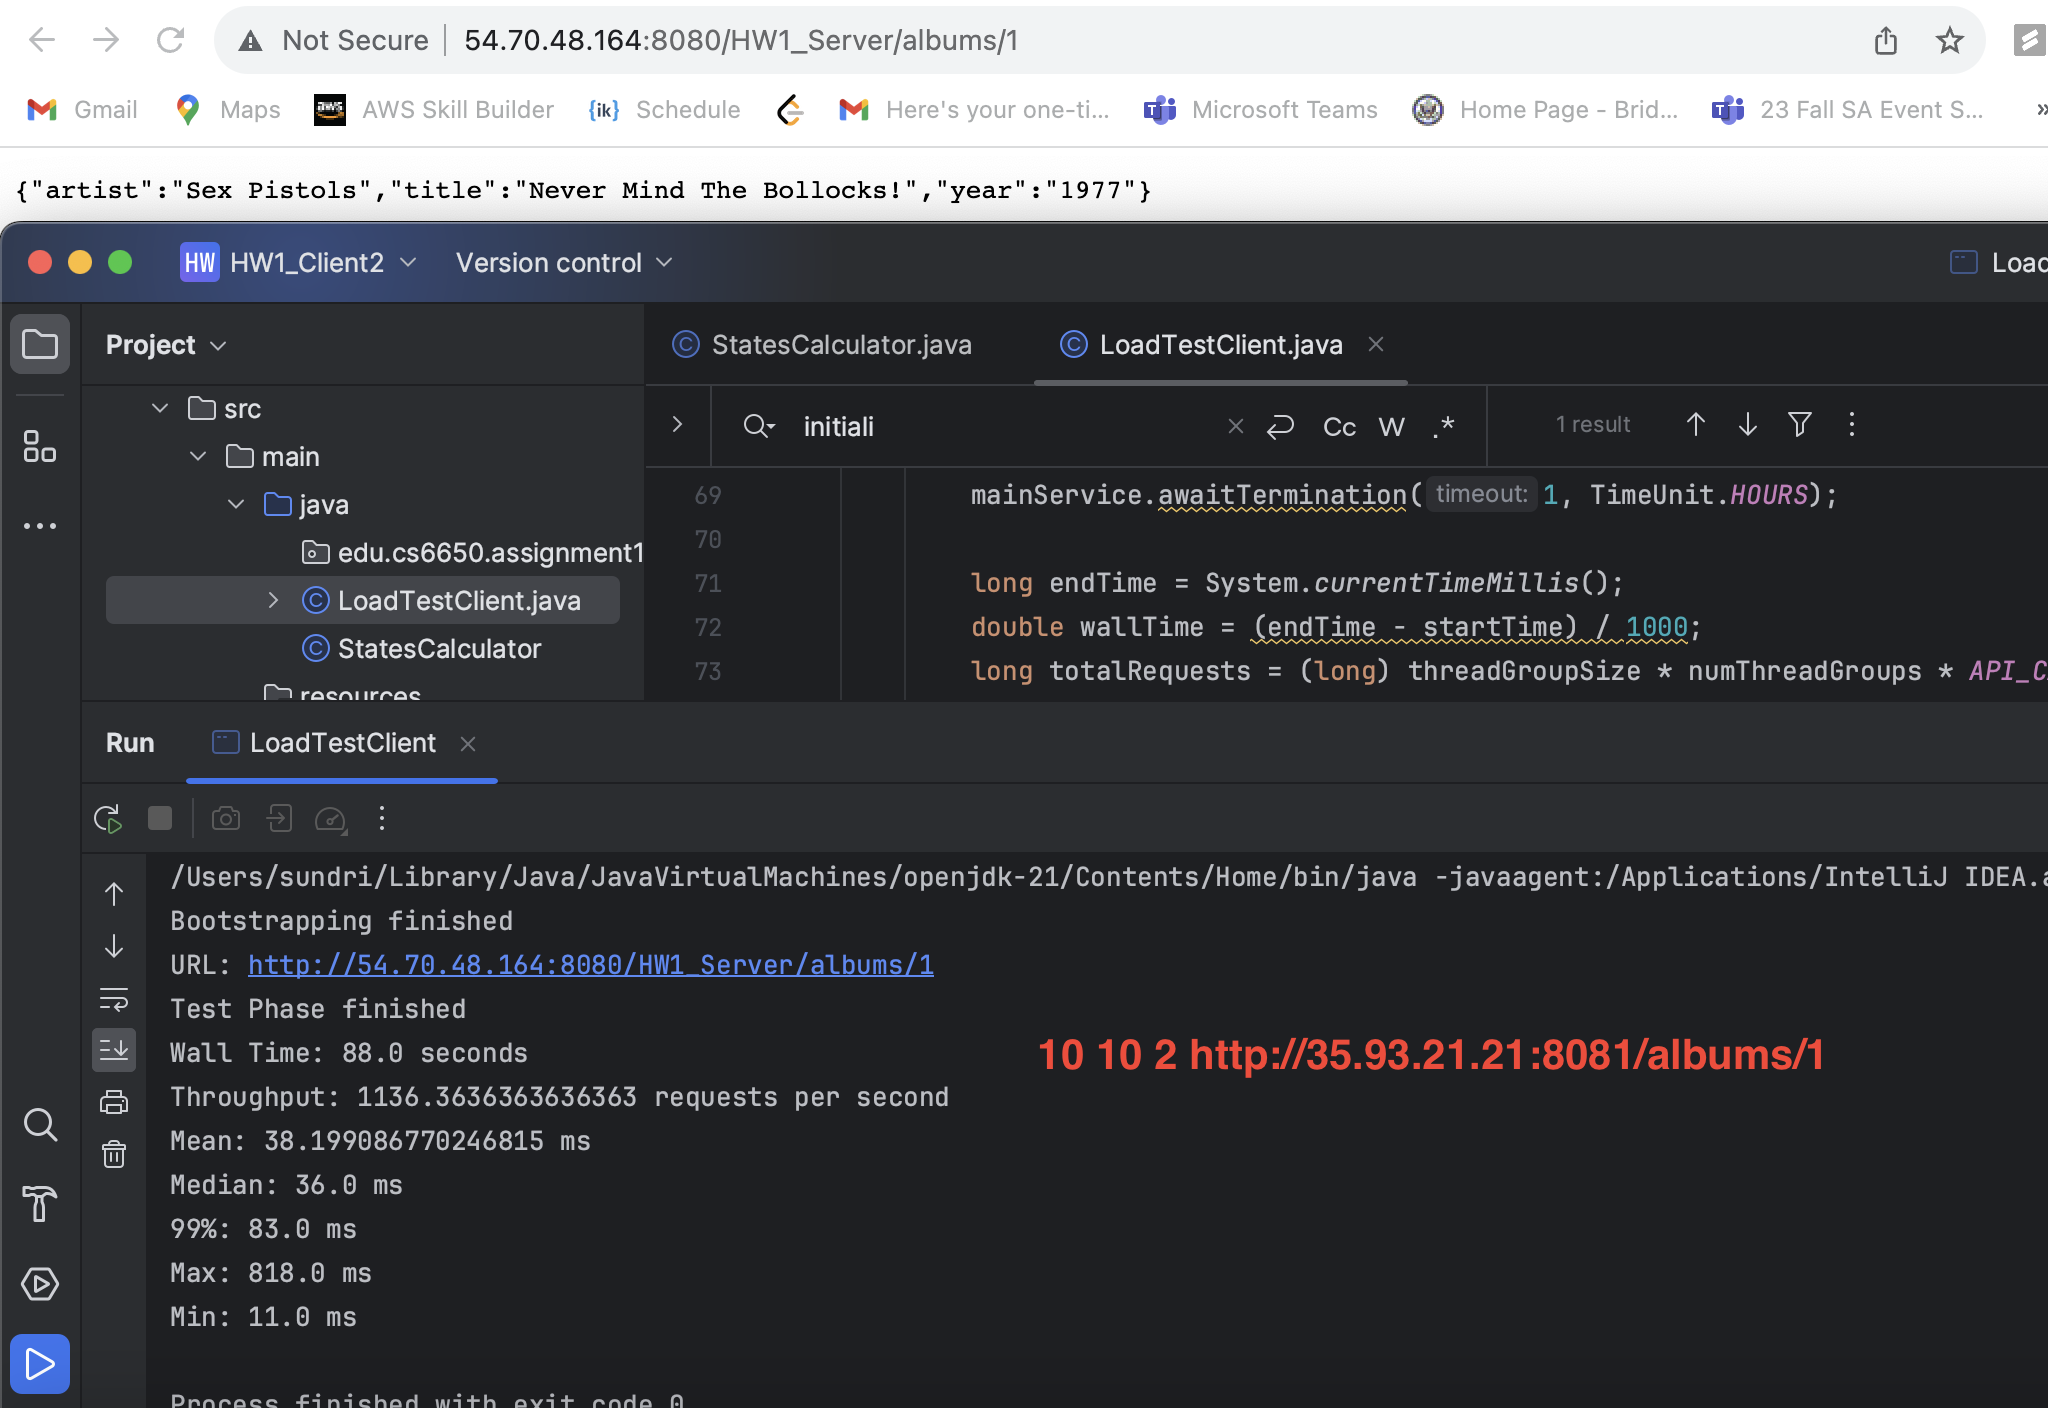 Not Secure 54.70.48.164:8080/HW1_Server/albums/1
Gmail Maps AWS Skill Builder {ik} Schedule Here's your one-ti... Microsoft Teams Home Page - Brid... 23 Fall SA Event S... »
{"artist":"Sex Pistols","title":"Never Mind The Bollocks!","year":"1977"}
HW HW1_Client2 Version control
Project
StatesCalculator.java LoadTestClient.java
src
main
java
edu.cs6650.assignment1
LoadTestClient.java
StatesCalculator
resources
initiali Cc W .* 1 result
69 mainService.awaitTermination( timeout: 1, TimeUnit.HOURS);
70
71 long endTime = System.currentTimeMillis();
72 double wallTime = (endTime - startTime) / 1000;
73 long totalRequests = (long) threadGroupSize * numThreadGroups *
Run LoadTestClient
/Users/sundri/Library/Java/JavaVirtualMachines/openjdk-21/Contents/Home/bin/java -javaagent:/Applications/IntelliJ
Bootstrapping finished
URL: http://54.70.48.164:8080/HW1_Server/albums/1
Test Phase finished
Wall Time: 88.0 seconds
10 10 2 http://35.93.21.21:8081/albums/1
Throughput: 1136.3636363636363 requests per second
Mean: 38.199086770246815 ms
Median: 36.0 ms
99%: 83.0 ms
Max: 818.0 ms
Min: 11.0 ms
Process finished with exit code 0